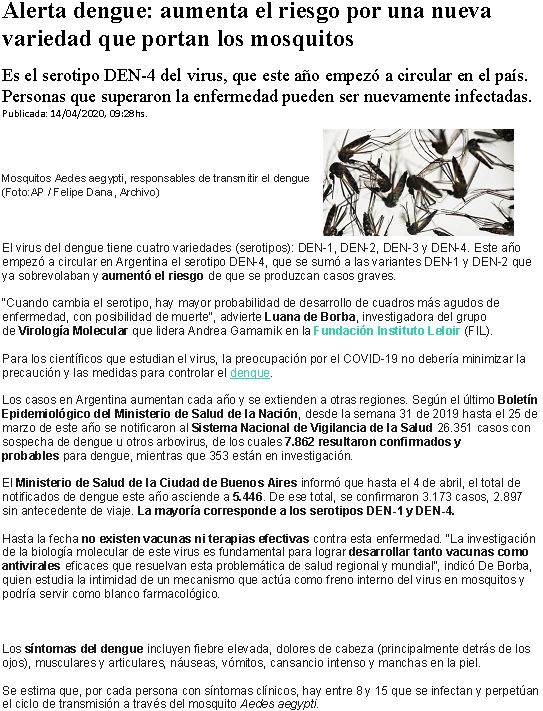 Alerta dengue: aumenta el riesgo por una nueva
variedad que portan los mosquitos
Es el serotipo DEN-4 del virus, que este año empezó a circular en el país.
Personas que superaron la enfermedad pueden ser nuevamente infectadas.
Publicada: 14/04/2020, 09:28hs.
Mosquitos Aedes aegypti, responsables de transmitir el dengue
(Foto:AP / Felipe Dana, Archivo)
El virus del dengue tiene cuatro variedades (serotipos): DEN-1, DEN-2, DEN-3 y DEN-4. Este año
empezó a circular en Argentina el serotipo DEN-4, que se sumó a las variantes DEN-1 y DEN-2 que
ya sobrevolaban y aumentó el riesgo de que se produzcan casos graves.
"Cuando cambia el serotipo, hay mayor probabilidad de desarrollo de cuadros más agudos de
enfermedad, con posibilidad de muerte", advierte Luana de Borba, investigadora del grupo
de Virología Molecular que lidera Andrea Gamarnik en la Fundación Instituto Leloir (FIL).
Para los científicos que estudian el virus, la preocupación por el COVID-19 no debería minimizar la
precaución y las medidas para controlar el dengue.
Los casos en Argentina aumentan cada año y se extienden a otras regiones. Según el último Boletín
Epidemiológico del Ministerio de Salud de la Nación, desde la semana 31 de 2019 hasta el 25 de
marzo de este año se notificaron al Sistema Nacional de Vigilancia de la Salud 26.351 casos con
sospecha de dengue u otros arbovirus, de los cuales 7.862 resultaron confirmados y
probables para dengue, mientras que 353 están en investigación.
El Ministerio de Salud de la Ciudad de Buenos Aires informó que hasta el 4 de abril, el total de
notificados de dengue este año asciende a 5.446. De ese total, se confirmaron 3.173 casos, 2.897
sin antecedente de viaje. La mayoría corresponde a los serotipos DEN-1 y DEN-4.
Hasta la fecha no existen vacunas ni terapias efectivas contra esta enfermedad. "La investigación
de la biología molecular de este virus es fundamental para lograr desarrollar tanto vacunas como
antivirales eficaces que resuelvan esta problemática de salud regional y mundial", indicó De Borba,
quien estudia la intimidad de un mecanismo que actúa como freno interno del virus en mosquitos y
podría servir como blanco farmacológico.
Los síntomas del dengue incluyen fiebre elevada, dolores de cabeza (principalmente detrás de los
ojos), musculares y articulares, náuseas, vómitos, cansancio intenso y manchas en la piel.
Se estima que, por cada persona con síntomas clínicos, hay entre 8 y 15 que se infectan y perpetúan
el ciclo de transmisión a través del mosquito Aedes aegypti.